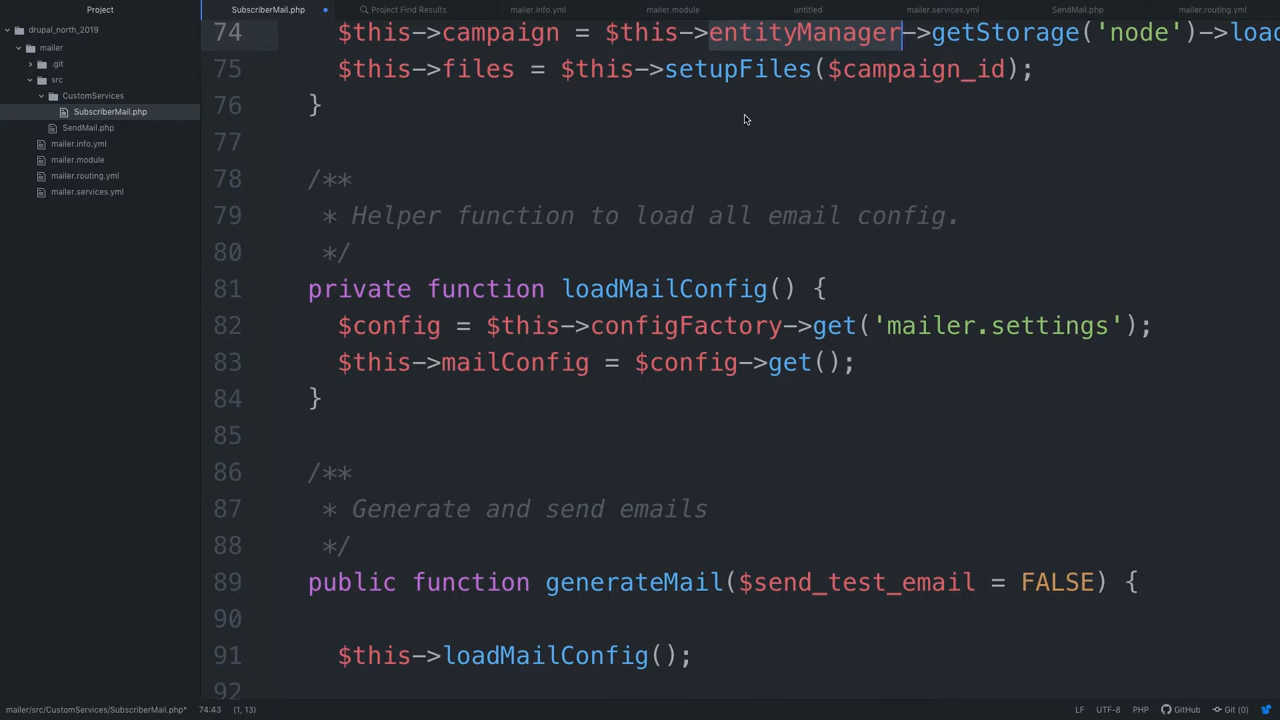 Project
SubscriberMail.php
Project Find Results
mailer.info.yml
mailer.module
untitled
mailer.services.yml
SendMail.php
mailer.routing.yml
drupal_north_2019
mailer
.git
src
CustomServices
SubscriberMail.php
SendMail.php
mailer.info.yml
mailer.module
mailer.routing.yml
mailer.services.yml
74 $this->campaign = $this->entityManager->getStorage('node')->load
75 $this->files = $this->setupFiles($campaign_id);
76 }
77
78 /**
79 * Helper function to load all email config.
80 */
81 private function loadMailConfig() {
82 $config = $this->configFactory->get('mailer.settings');
83 $this->mailConfig = $config->get();
84 }
85
86 /**
87 * Generate and send emails
88 */
89 public function generateMail($send_test_email = FALSE) {
90
91 $this->loadMailConfig();
92
mailer/src/CustomServices/SubscriberMail.php* 74:43 (1, 13) LF UTF-8 PHP GitHub Git (0)